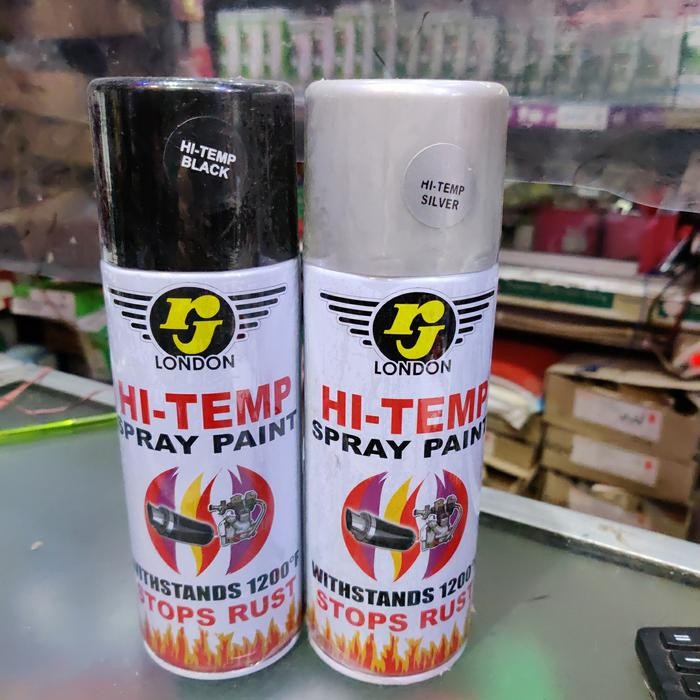 HI-TEMP
BLACK
rj
LONDON
HI-TEMP
SPRAY PAINT
WITHSTANDS 1200°F
STOPS RUST
HI-TEMP
SILVER
rj
LONDON
HI-TEMP
SPRAY PAINT
WITHSTANDS 1200°
STOPS RUST